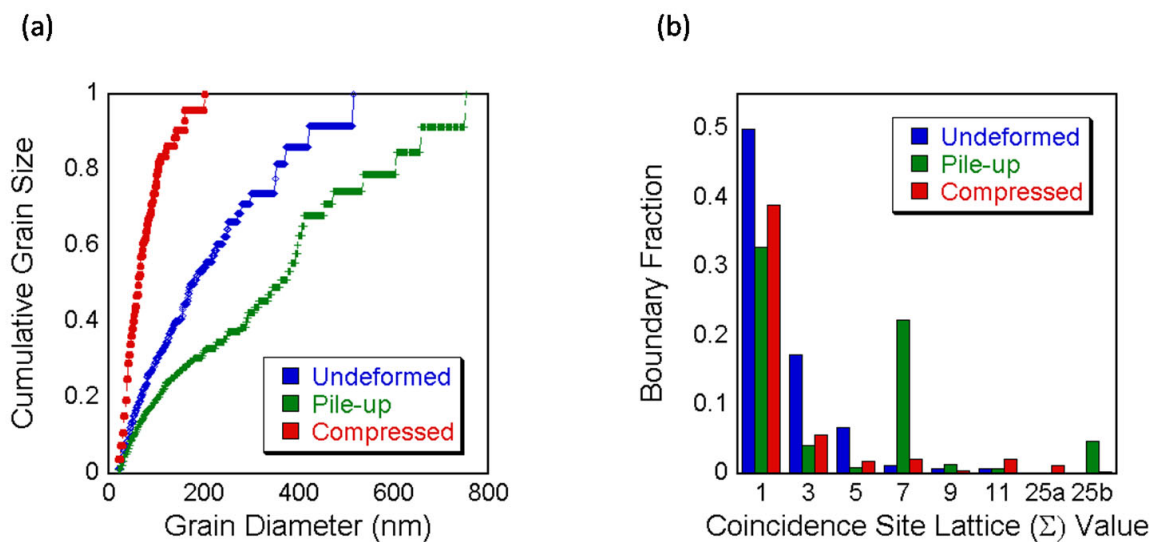 (a)
Cumulative Grain Size
1
0.8
0.6
0.4
0.2
0
0 200 400 600 800
Grain Diameter (nm)
Undeformed
Pile-up
Compressed
(b)
Boundary Fraction
0.5
0.4
0.3
0.2
0.1
0
1 3 5 7 9 11 25a 25b
Coincidence Site Lattice (Σ) Value
Undeformed
Pile-up
Compressed